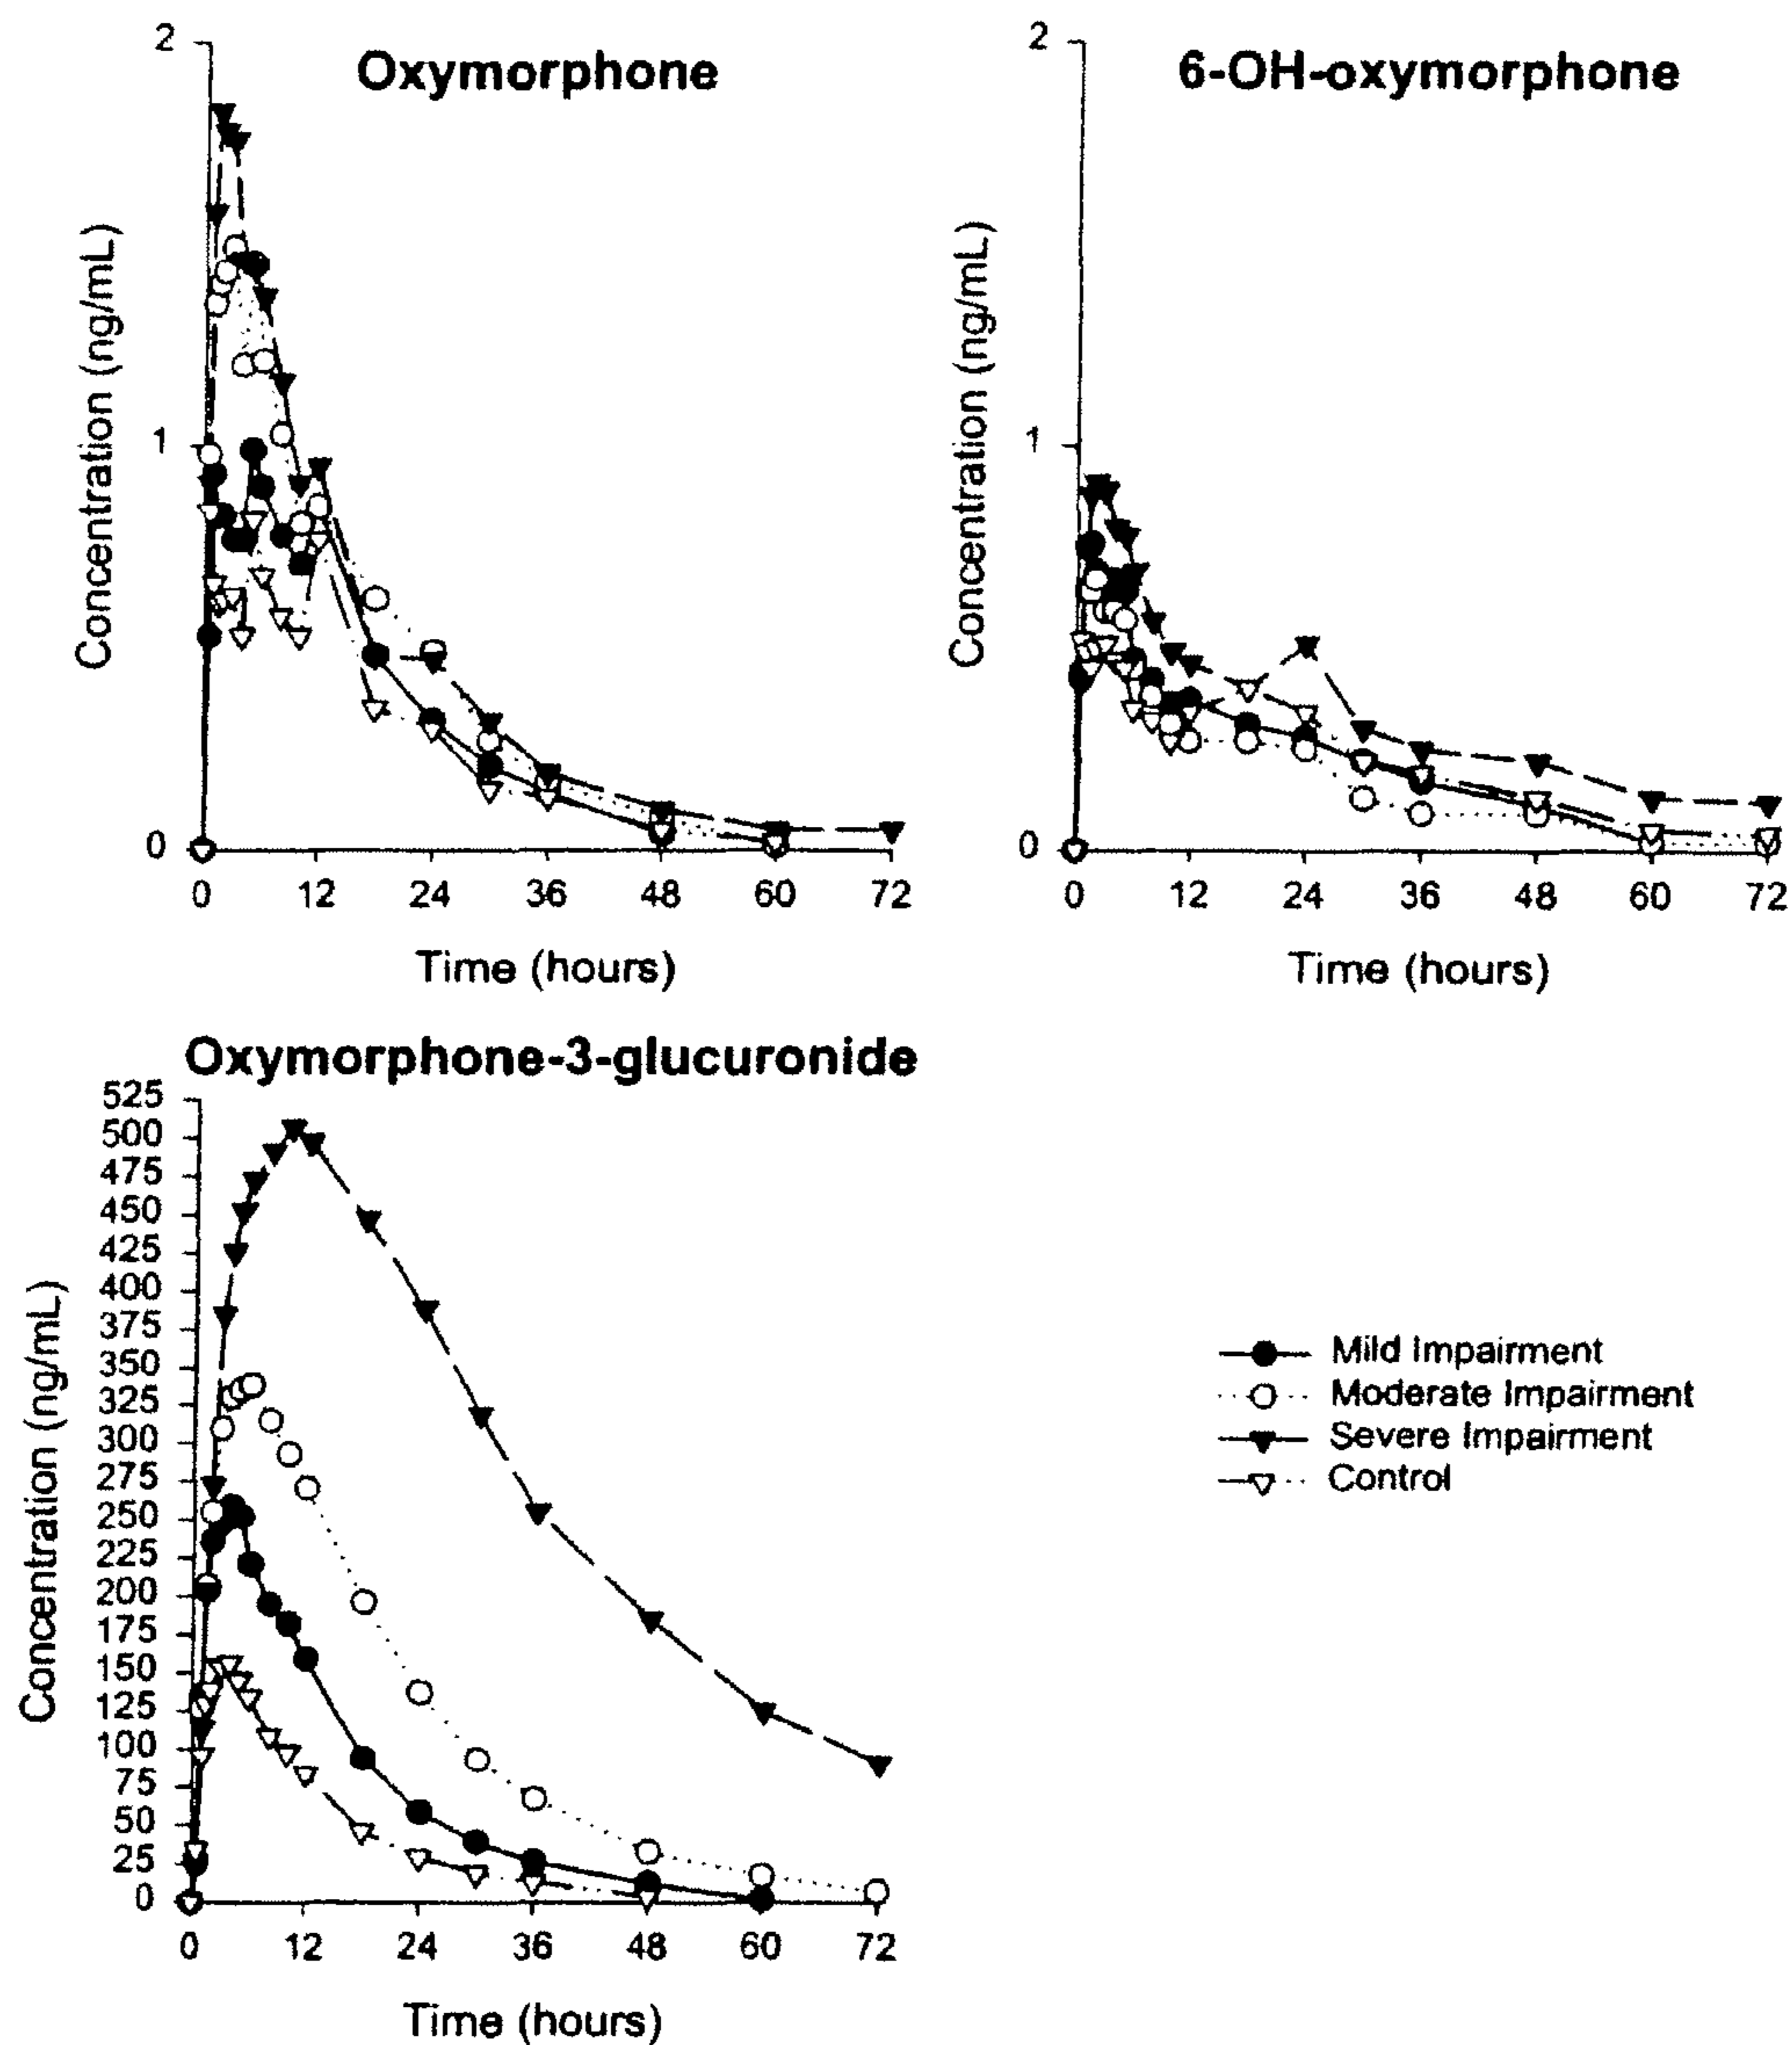 Oxymorphone
2
1
0
Concentration (ng/mL)
0 12 24 36 48 60 72
Time (hours)
6-OH-oxymorphone
2
1
0
Concentration (ng/mL)
0 12 24 36 48 60 72
Time (hours)
Oxymorphone-3-glucuronide
525
500
475
450
425
400
375
350
325
300
275
250
225
200
175
150
125
100
75
50
25
0
Concentration (ng/mL)
0 12 24 36 48 60 72
Time (hours)
Mild Impairment
Moderate Impairment
Severe Impairment
Control